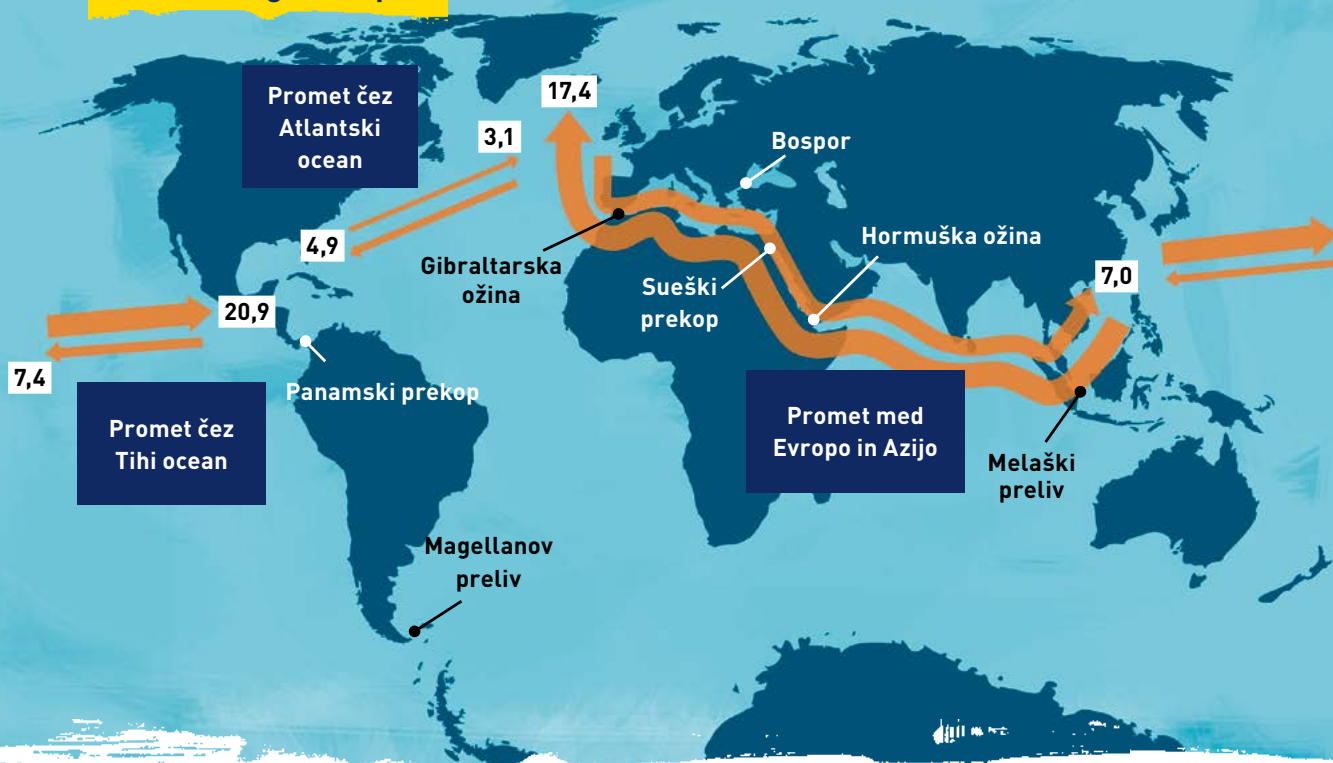 Promet čez
Atlantski
ocean
17,4
3,1
Bospor
4,9
Gibraltarska
ožina
Hormuška ožina
Sueški
prekop
7,0
20,9
7,4
Panamski prekop
Promet čez
Tihi ocean
Promet med
Evropo in Azijo
Melaški
preliv
Magellanov
preliv